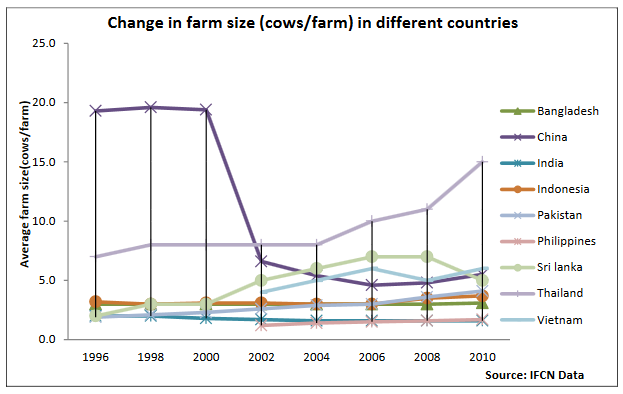 Change in farm size (cows/farm) in different countries
Average farm size(cows/farm)
25.0
20.0
15.0
10.0
5.0
0.0
1996 1998 2000 2002 2004 2006 2008 2010
Bangladesh
China
India
Indonesia
Pakistan
Philippines
Sri lanka
Thailand
Vietnam
Source: IFCN Data